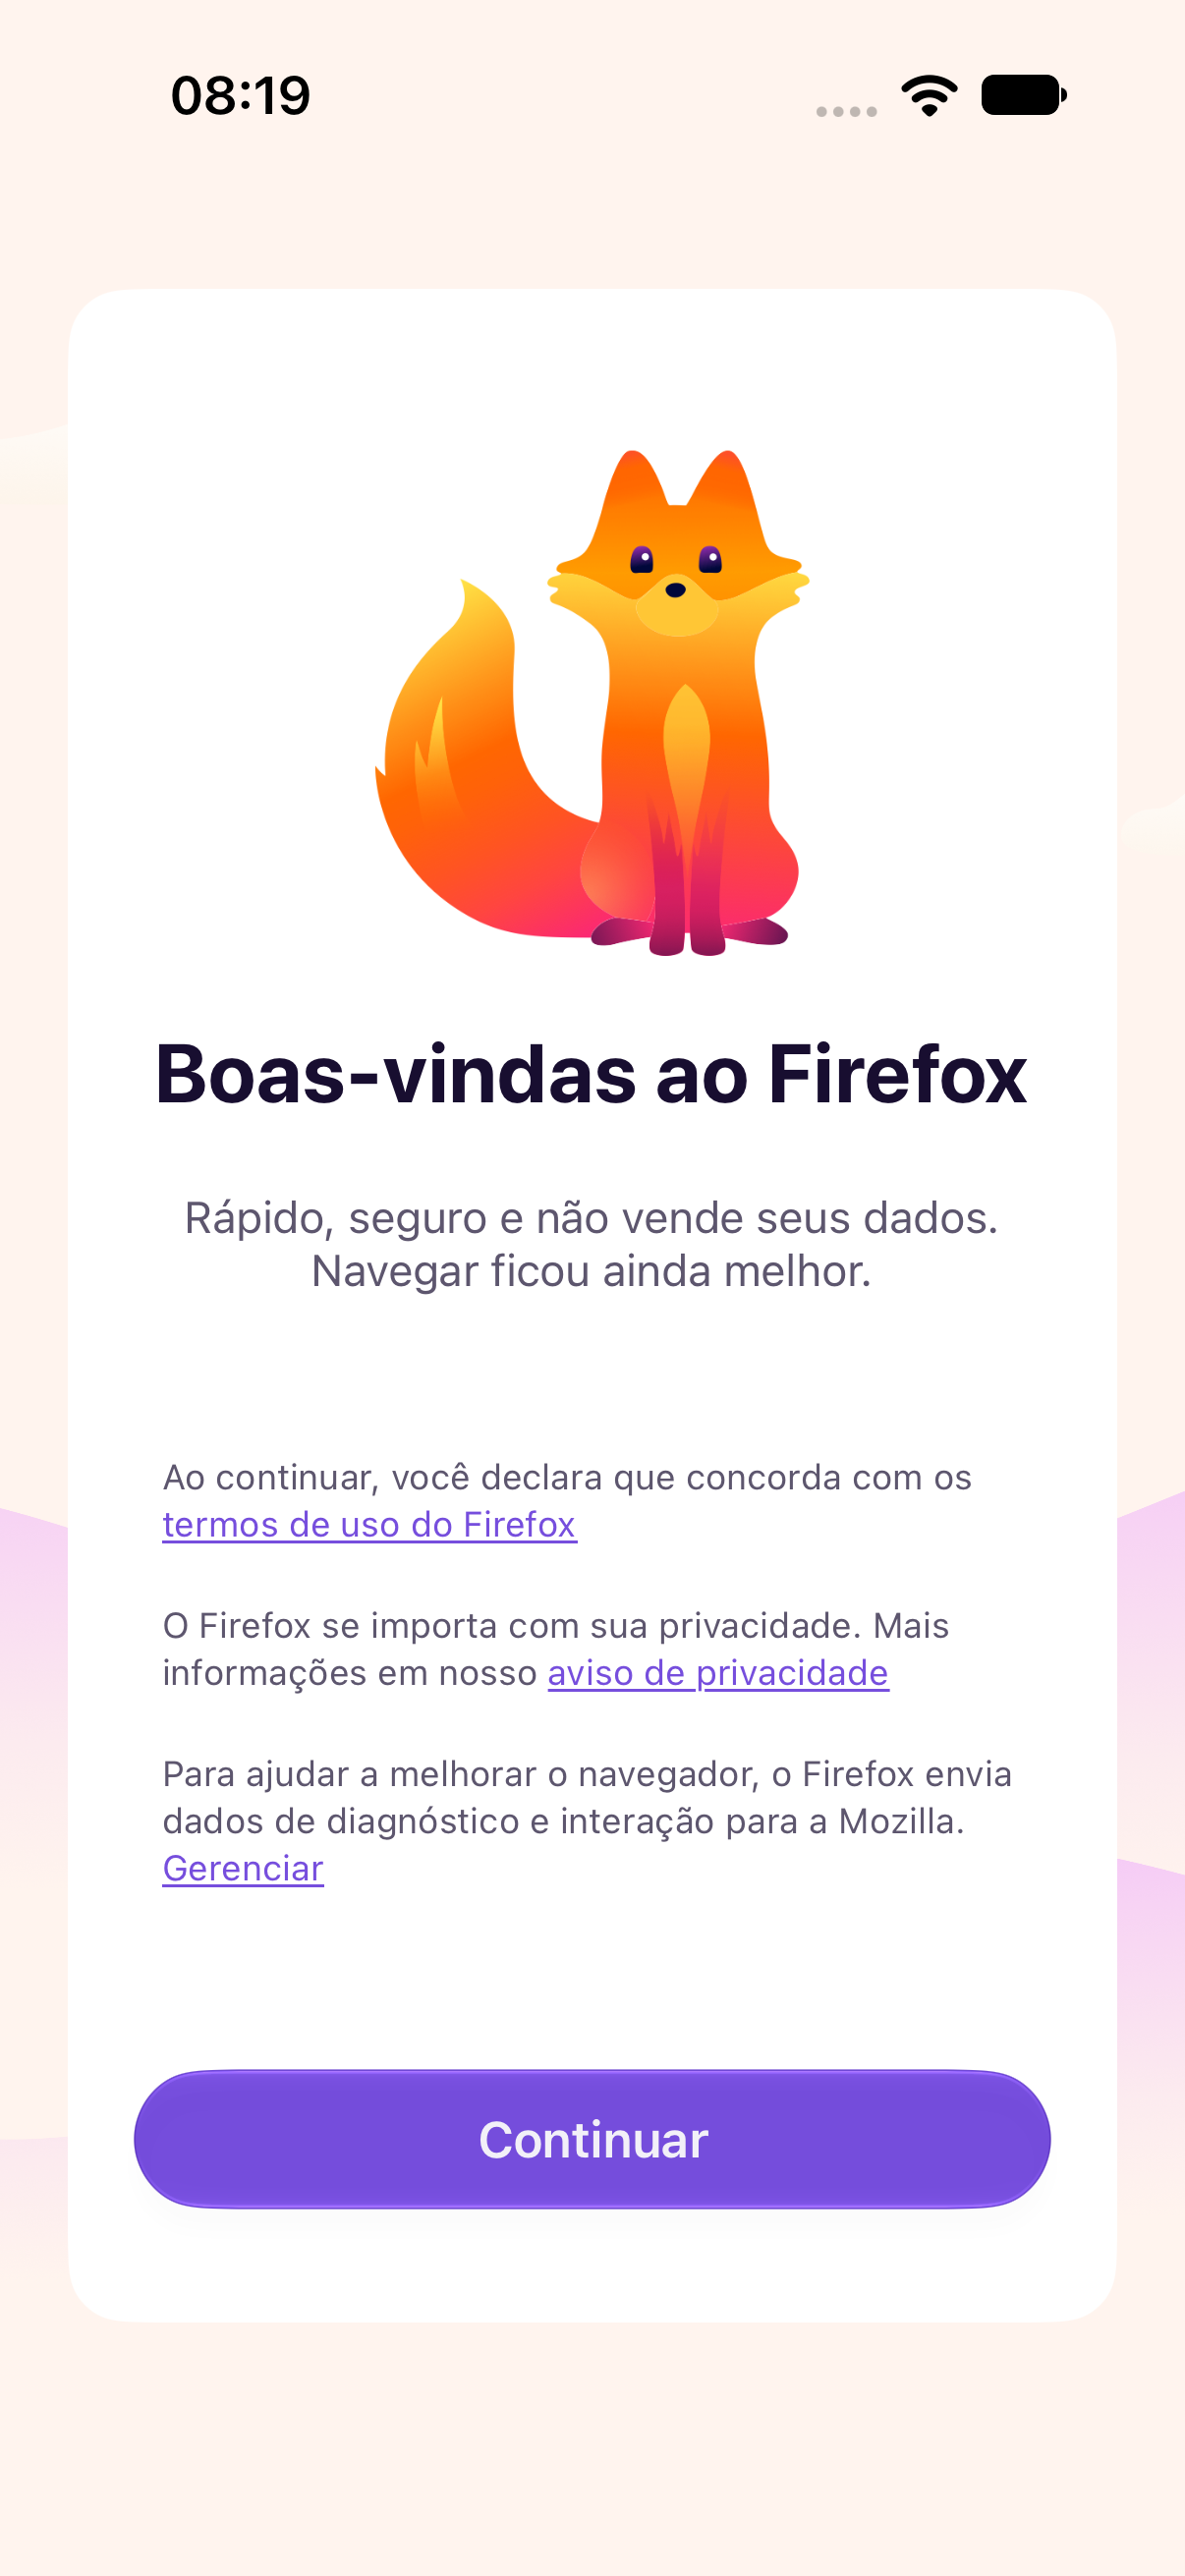 08:19
Boas-vindas ao Firefox
Rápido, seguro e não vende seus dados.
Navegar ficou ainda melhor.
Ao continuar, você declara que concorda com os
termos de uso do Firefox
O Firefox se importa com sua privacidade. Mais
informações em nosso aviso de privacidade
Para ajudar a melhorar o navegador, o Firefox envia
dados de diagnóstico e interação para a Mozilla.
Gerenciar
Continuar